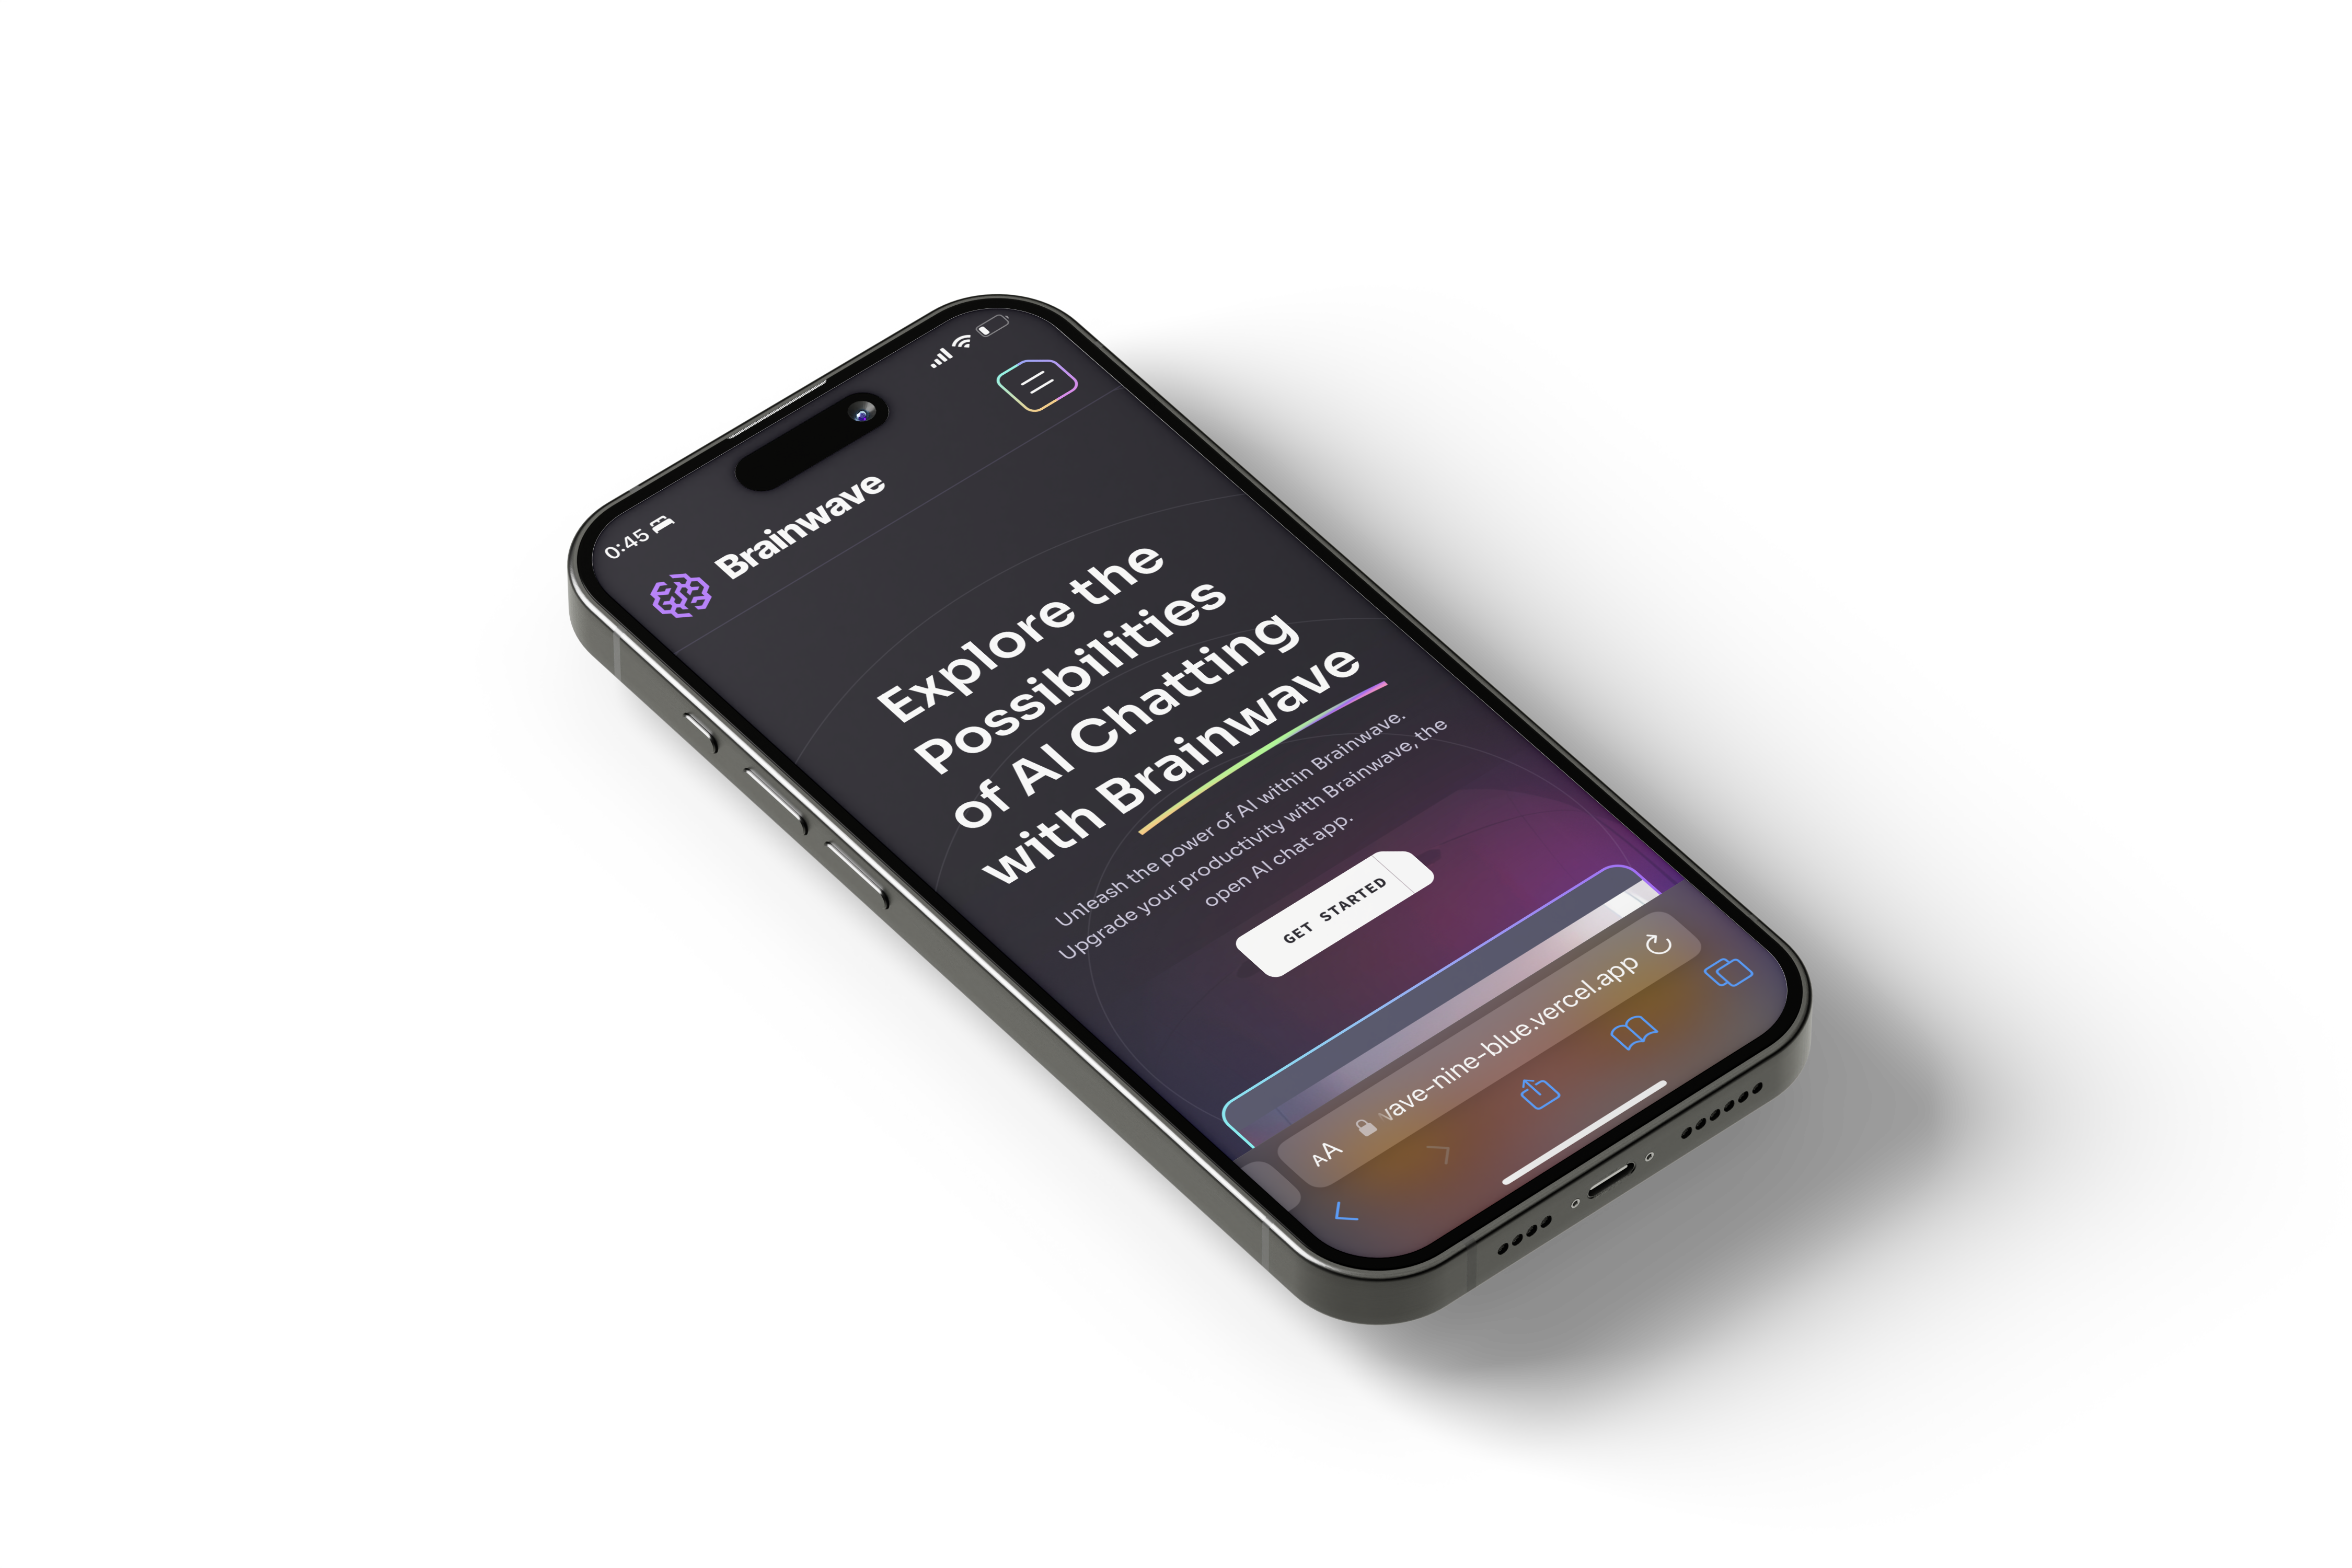 0:45
Brainwave
Explore the
Possibilities
of AI Chatting
with Brainwave
Unleash the power of AI within Brainwave.
Upgrade your productivity with Brainwave, the
open AI chat app.
GET STARTED
AA vave-nine-blue.vercel.app